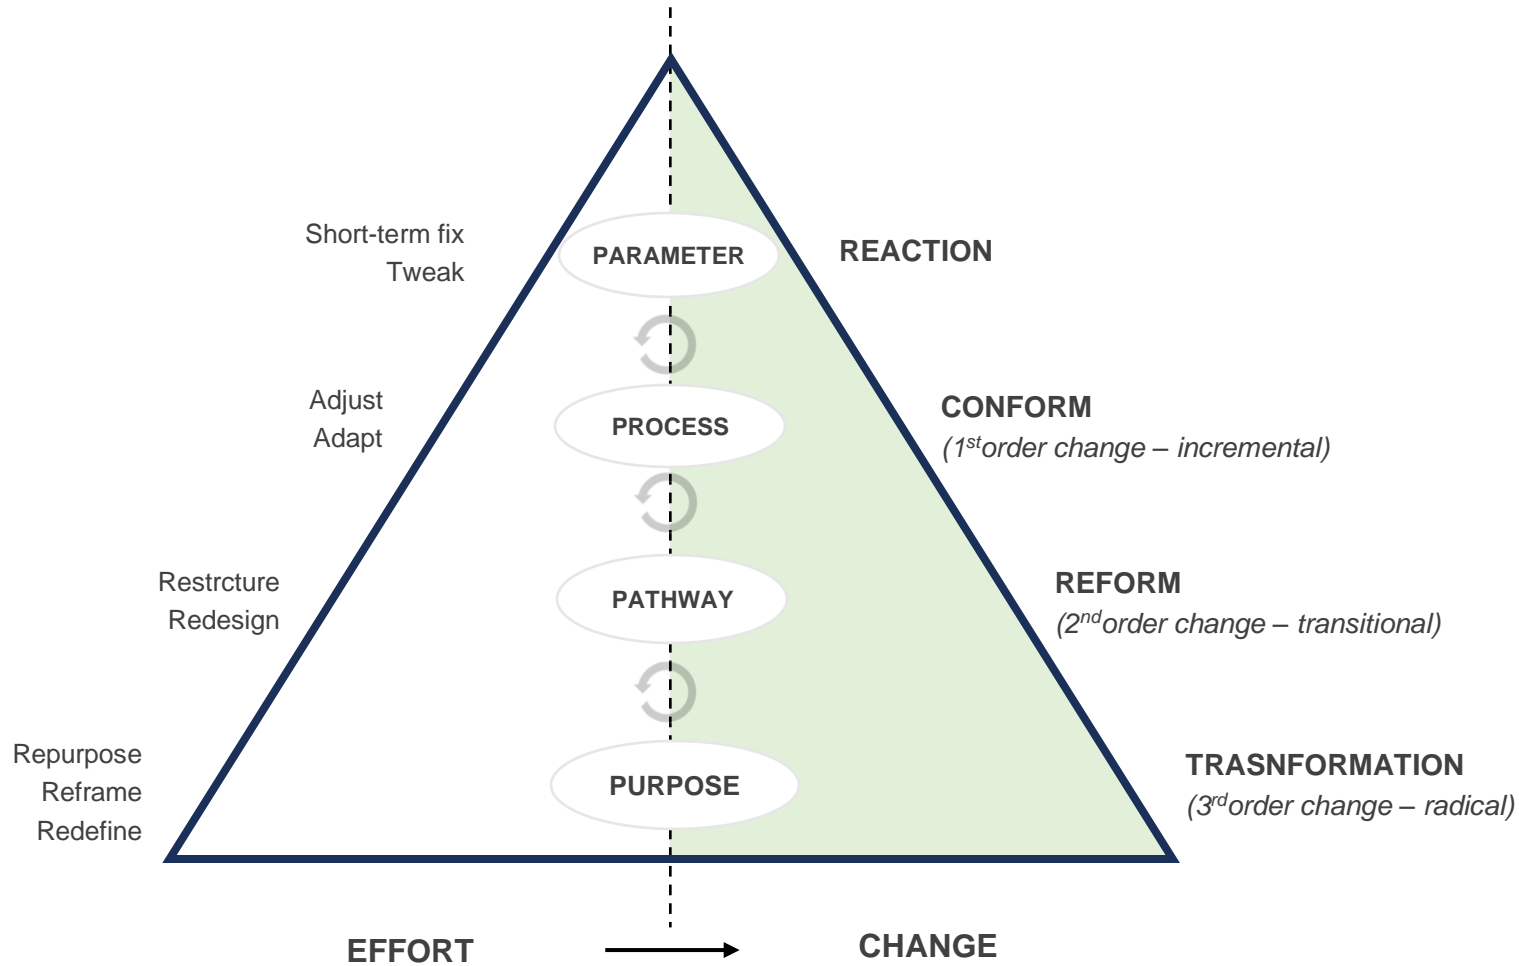 Short-term fix
Tweak
PARAMETER
REACTION
Adjust
Adapt
PROCESS
CONFORM
(1st order change – incremental)
Restrcture
Redesign
PATHWAY
REFORM
(2nd order change – transitional)
Repurpose
Reframe
Redefine
PURPOSE
TRASNFORMATION
(3rd order change – radical)
EFFORT
CHANGE